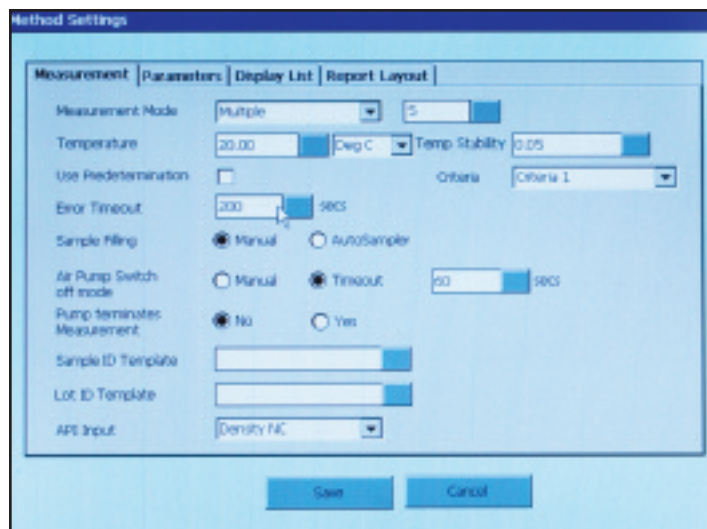 Method Settings
Measurement Parameters Display List Report Layout
Measurement Mode Multiple 5
Temperature 20.00 Deg C Temp Stability 0.05
Use Predetermination Criteria Criteria 1
Error Timeout 200 secs
Sample Filling Manual AutoSampler
Air Pump Switch Manual Timeout 60 secs
off mode
Pump terminates No Yes
Measurement
Sample ID Template
Lot ID Template
API Input Density NC
Save Cancel